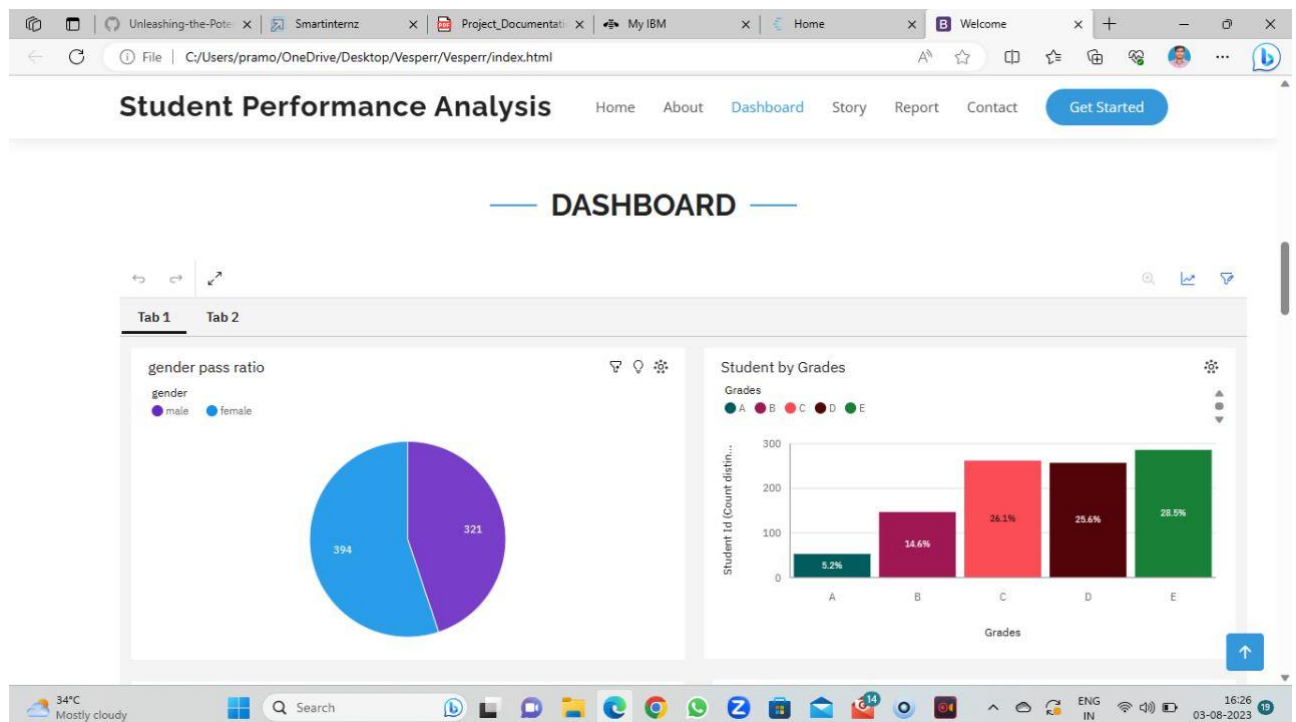 Unleashing-the-Pote
Smartinternz
Project_Documentati
My IBM
Home
Welcome
File | C:/Users/pramo/OneDrive/Desktop/Vesperr/Vesperr/index.html
Student Performance Analysis
Home
About
Dashboard
Story
Report
Contact
Get Started
DASHBOARD
Tab 1
Tab 2
gender pass ratio
gender
male
female
394
321
Student by Grades
Grades
A
B
C
D
E
Student Id (Count distin...
300
200
100
0
5.2%
14.6%
26.1%
25.6%
28.5%
A
B
C
D
E
Grades
34°C
Mostly cloudy
Search
14
ENG
IN
16:26
03-08-2023
19